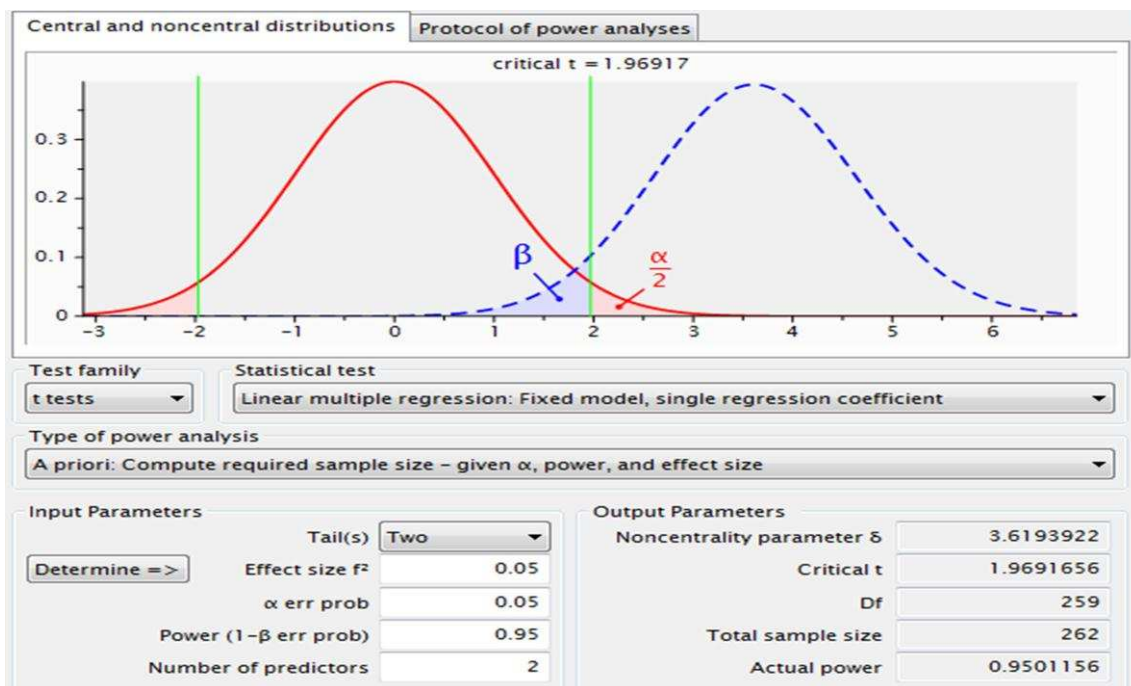 Central and noncentral distributions Protocol of power analyses
critical t = 1.96917
0.3
0.2
0.1
0
β
α
2
-3 -2 -1 0 1 2 3 4 5 6
Test family Statistical test
t tests Linear multiple regression: Fixed model, single regression coefficient
Type of power analysis
A priori: Compute required sample size – given α, power, and effect size
Input Parameters Output Parameters
Tail(s) Two Noncentrality parameter δ 3.6193922
Determine => Effect size f² 0.05 Critical t 1.9691656
α err prob 0.05 Df 259
Power (1-β err prob) 0.95 Total sample size 262
Number of predictors 2 Actual power 0.9501156